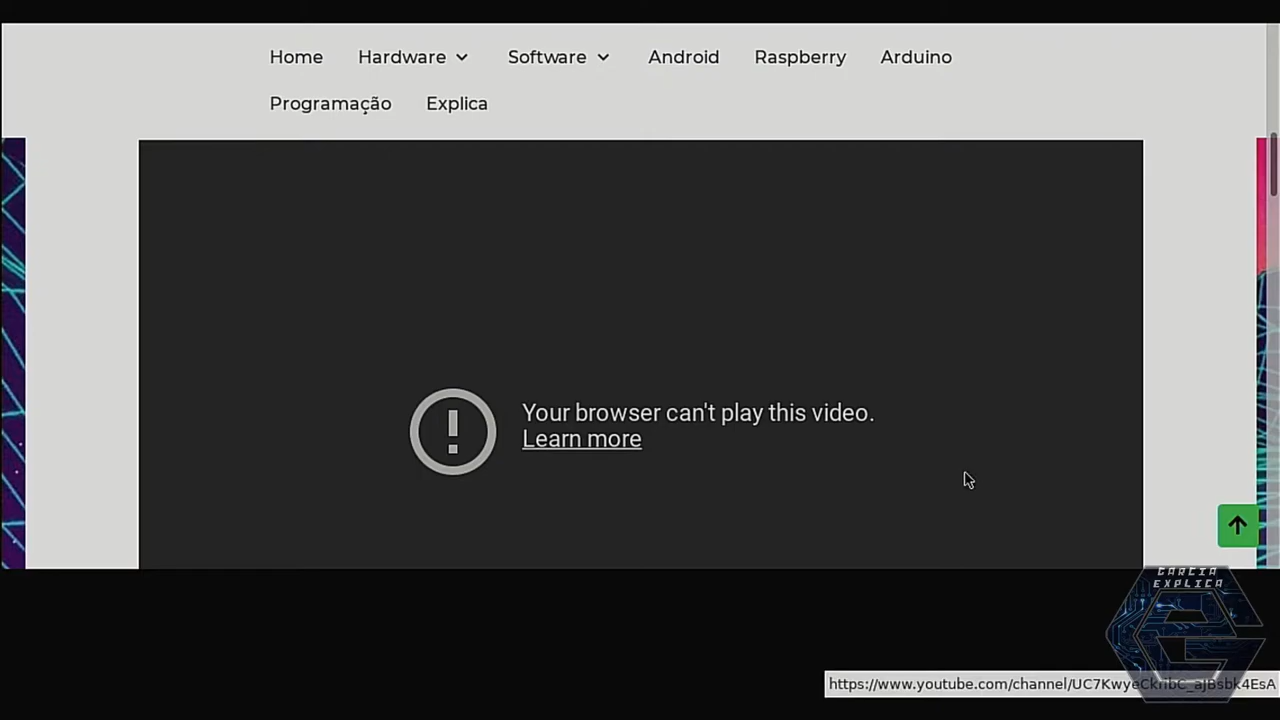 Home Hardware Software Android Raspberry Arduino
Programação Explica
Your browser can't play this video.
Learn more
GARCIA
EXPLICA